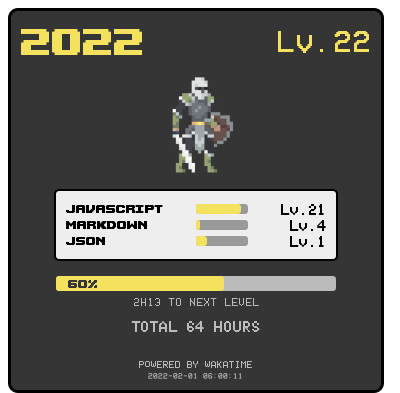 2022 Lv.22
JAVASCRIPT Lv.21
MARKDOWN Lv.4
JSON Lv.1
60%
2H13 TO NEXT LEVEL
TOTAL 64 HOURS
POWERED BY WAKATIME
2022-02-01 06:00:11